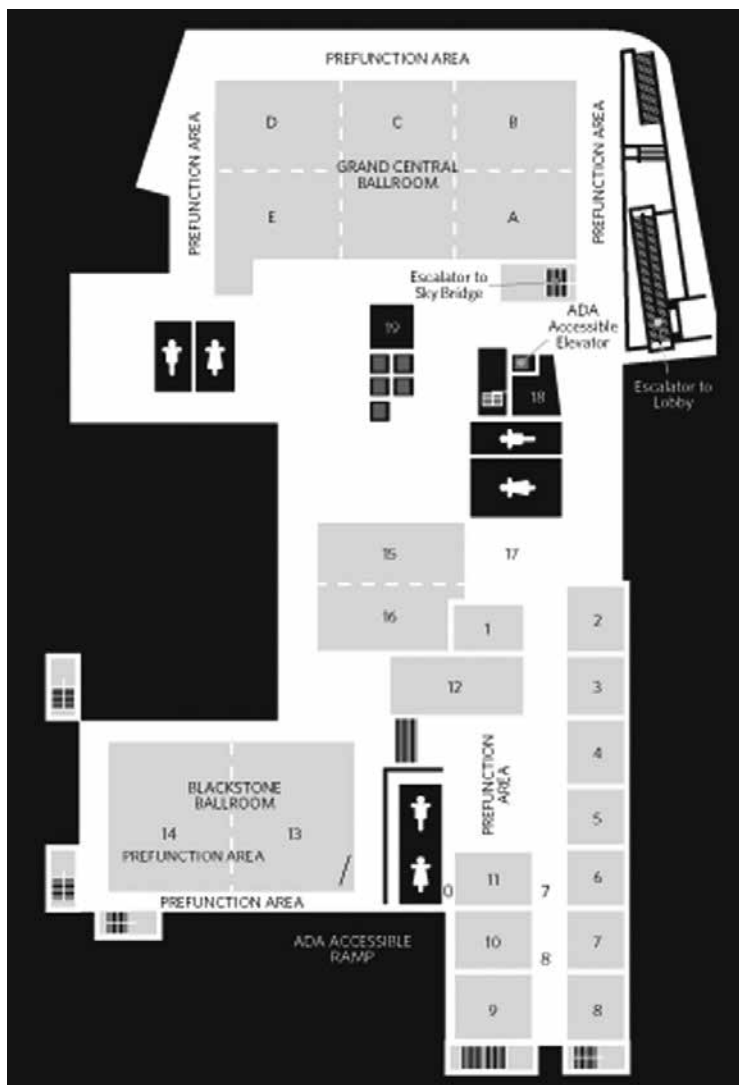 PREFUNCTION AREA
D
C
B
PREFUNCTION AREA
PREFUNCTION AREA
GRAND CENTRAL
BALLROOM
E
A
Escalator to
Sky Bridge
ADA
Accessible
Elevator
19
18
Escalator to
Lobby
15
17
16
1
2
12
3
PREFUNCTION
AREA
4
BLACKSTONE
BALLROOM
14
13
5
PREFUNCTION AREA
11
0
7
6
PREFUNCTION AREA
ADA ACCESSIBLE
RAMP
10
8
7
9
8